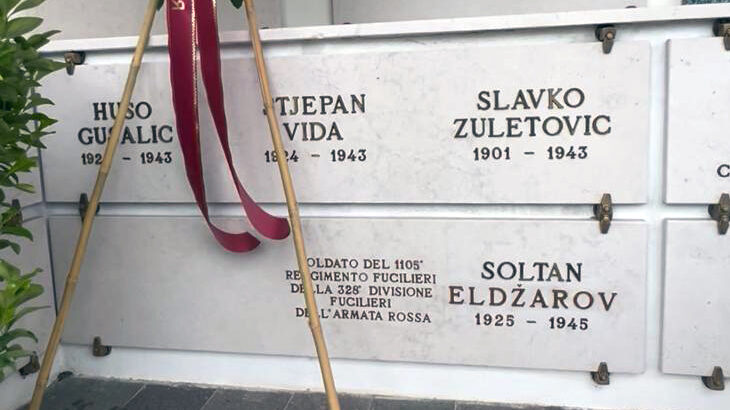 HUSO
GUSALIC
1943
STJEPAN
VIDA
1924 - 1943
SLAVKO
ZULETOVIC
1901 - 1943
SOLDATO DEL 1105°
REGGIMENTO FUCILIERI
DELLA 328ª DIVISIONE
FUCILIERI
DELL'ARMATA ROSSA
SOLTAN
ELDŽAROV
1925 - 1945